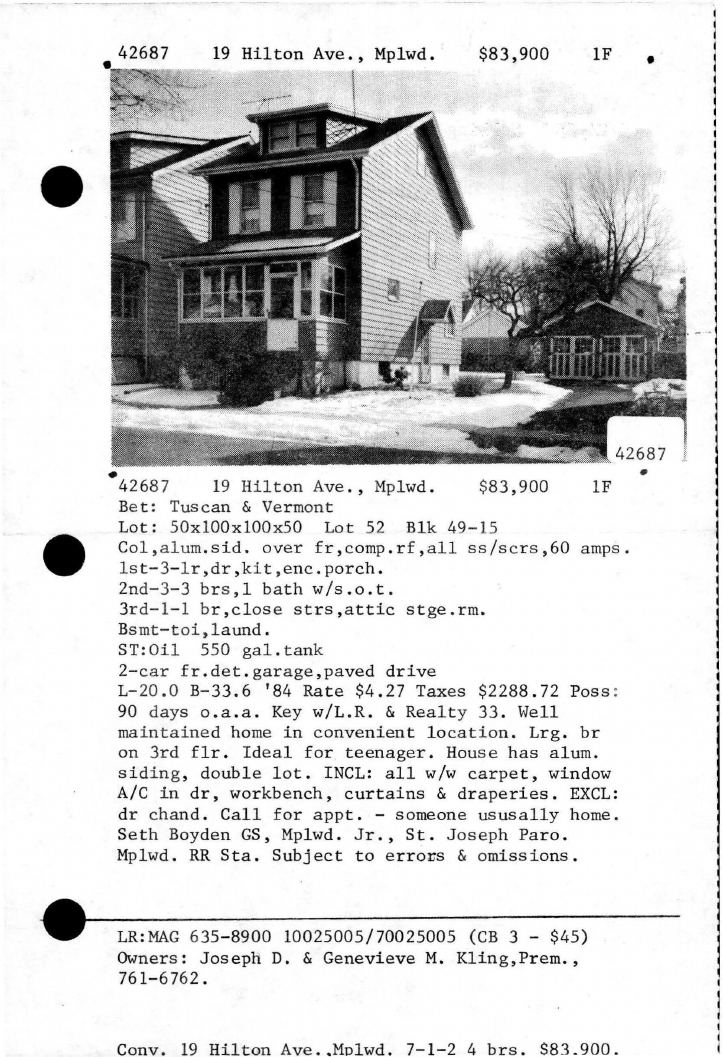 42687 19 Hilton Ave., Mplwd. $83,900 1F
42687
42687 19 Hilton Ave., Mplwd. $83,900 1F
Bet: Tuscan & Vermont
Lot: 50x100x100x50 Lot 52 Blk 49-15
Col,alum.sid. over fr,comp.rf,all ss/scrs,60 amps.
1st-3-lr,dr,kit,enc.porch.
2nd-3-3 brs,1 bath w/s.o.t.
3rd-1-1 br,close strs,attic stge.rm.
Bsmt-toi,laund.
ST:Oil 550 gal.tank
2-car fr.det.garage,paved drive
L-20.0 B-33.6 '84 Rate $4.27 Taxes $2288.72 Poss:
90 days o.a.a. Key w/L.R. & Realty 33. Well
maintained home in convenient location. Lrg. br
on 3rd flr. Ideal for teenager. House has alum.
siding, double lot. INCL: all w/w carpet, window
A/C in dr, workbench, curtains & draperies. EXCL:
dr chand. Call for appt. - someone ususally home.
Seth Boyden GS, Mplwd. Jr., St. Joseph Paro.
Mplwd. RR Sta. Subject to errors & omissions.
LR:MAG 635-8900 10025005/70025005 (CB 3 - $45)
Owners: Joseph D. & Genevieve M. Kling,Prem.,
761-6762.
Conv. 19 Hilton Ave.,Mplwd. 7-1-2 4 brs. $83,900.